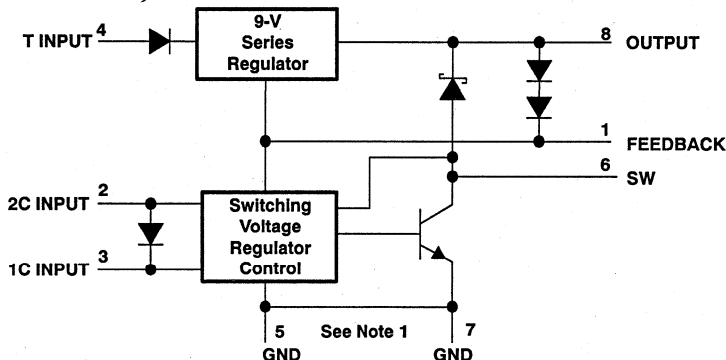 9-V
Series
Regulator
T INPUT 4
8 OUTPUT
1 FEEDBACK
6 SW
2C INPUT 2
Switching
Voltage
Regulator
Control
1C INPUT 3
5 See Note 1 7
GND GND